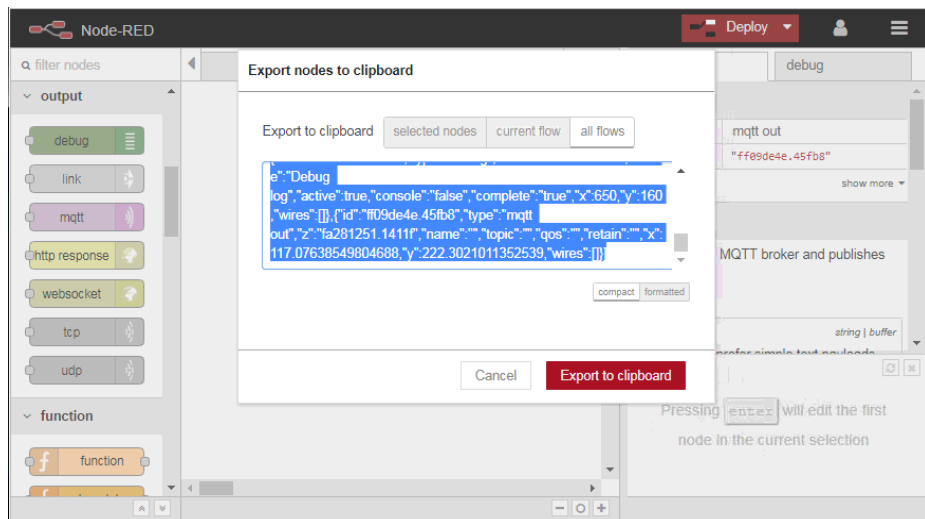 Node-RED
Deploy
filter nodes
output
debug
link
mqtt
http response
websocket
tcp
udp
function
function
Export nodes to clipboard
Export to clipboard
selected nodes
current flow
all flows
e":"Debug
log","active":true,"console":"false","complete":"true","x":650,"y":160
,"wires":[]},{"id":"ff09de4e.45fb8","type":"mqtt
out","z":"fa281251.1411f","name":"","topic":"","qos":"","retain":"","x":
117.07638549804688,"y":222.3021011352539,"wires":[]}]
compact
formatted
Cancel
Export to clipboard
debug
mqtt out
"ff09de4e.45fb8"
show more
MQTT broker and publishes
string | buffer
prefer simple text payloads
Pressing enter will edit the first
node in the current selection